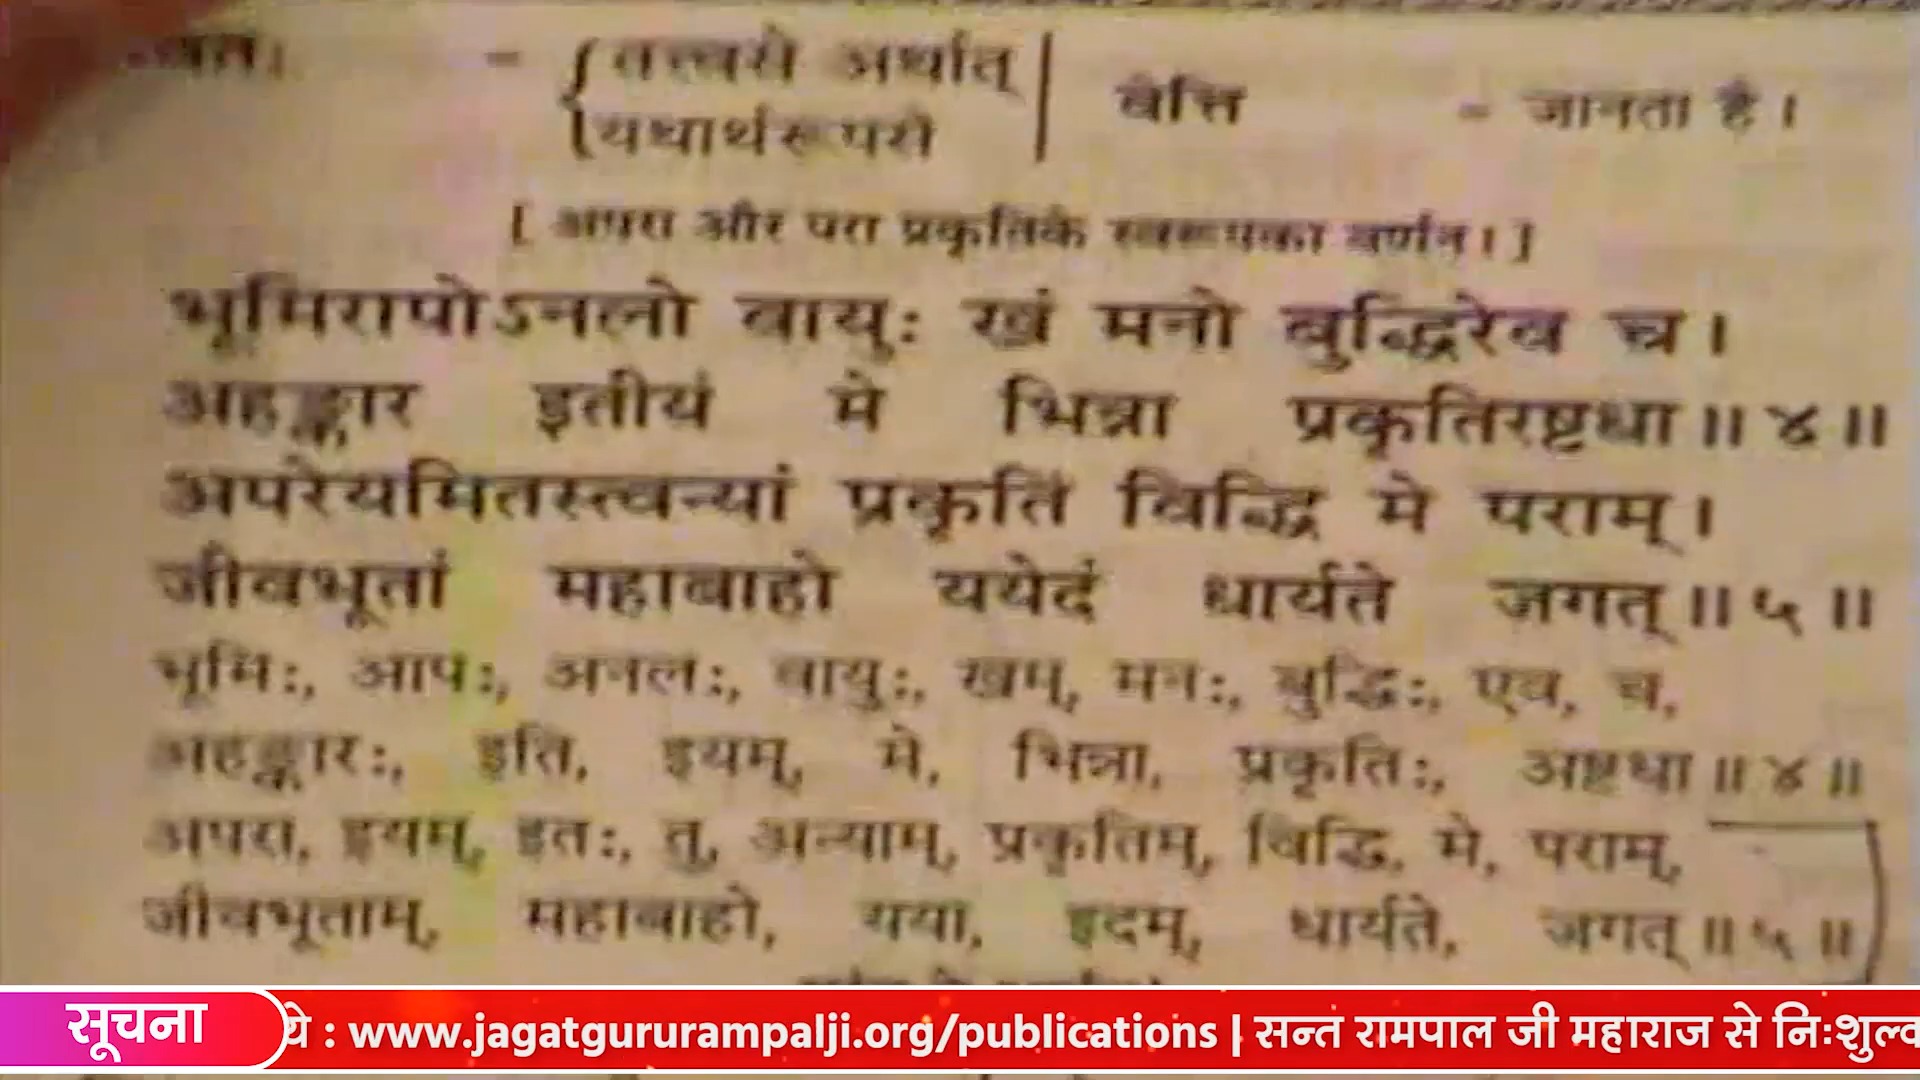 - { तत्त्वसे अर्थात् | वेत्ति - जानता है ।
यथार्थरूपसे
[ अपरा और परा प्रकृतिके स्वरूपका वर्णन। ]
भूमिरापोऽनलो वायुः खं मनो बुद्धिरेव च।
अहङ्कार इतीयं मे भिन्ना प्रकृतिरष्टधा ॥ ४ ॥
अपरेयमितस्त्वन्यां प्रकृतिं विद्धि मे पराम्।
जीवभूतां महाबाहो ययेदं धार्यते जगत् ॥ ५ ॥
भूमिः, आपः, अनलः, वायुः, खम्, मनः, बुद्धिः, एव, च,
अहङ्कारः, इति, इयम्, मे, भिन्ना, प्रकृतिः, अष्टधा ॥ ४ ॥
अपरा, इयम्, इतः, तु, अन्याम्, प्रकृतिम्, विद्धि, मे, पराम्,
जीवभूताम्, महाबाहो, यया, इदम्, धार्यते, जगत् ॥ ५ ॥
सूचना : www.jagatgururampalji.org/publications | सन्त रामपाल जी महाराज से निःशुल्क